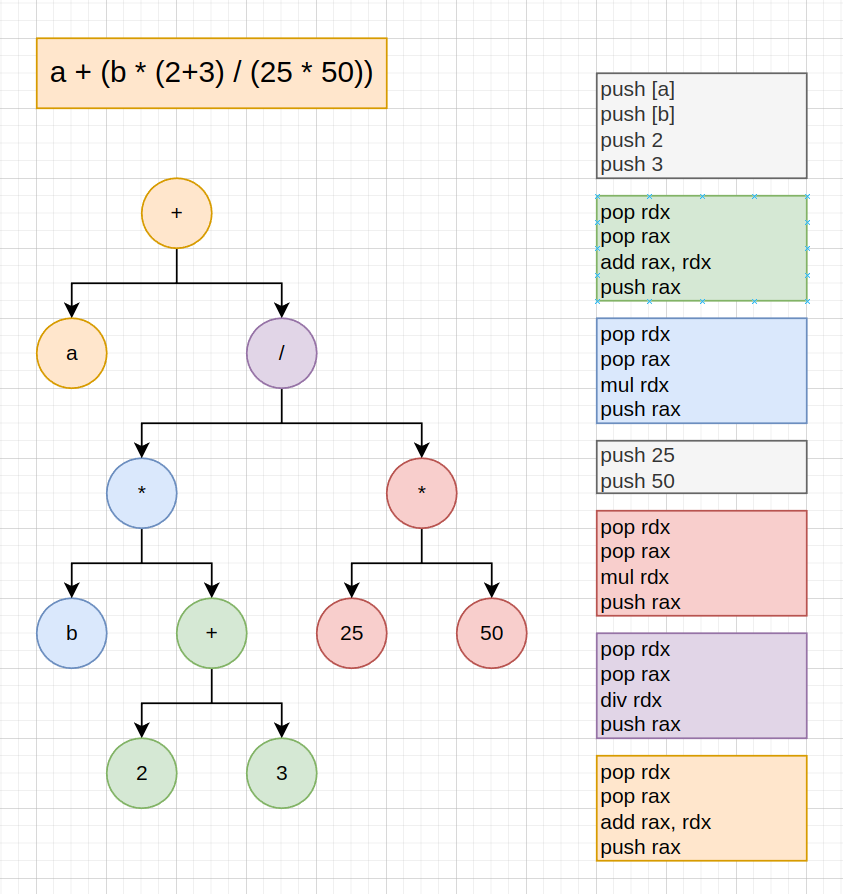 a + (b * (2+3) / (25 * 50))
+
a
/
*
*
b
+
25
50
2
3
push [a]
push [b]
push 2
push 3
pop rdx
pop rax
add rax, rdx
push rax
pop rdx
pop rax
mul rdx
push rax
push 25
push 50
pop rdx
pop rax
mul rdx
push rax
pop rdx
pop rax
div rdx
push rax
pop rdx
pop rax
add rax, rdx
push rax